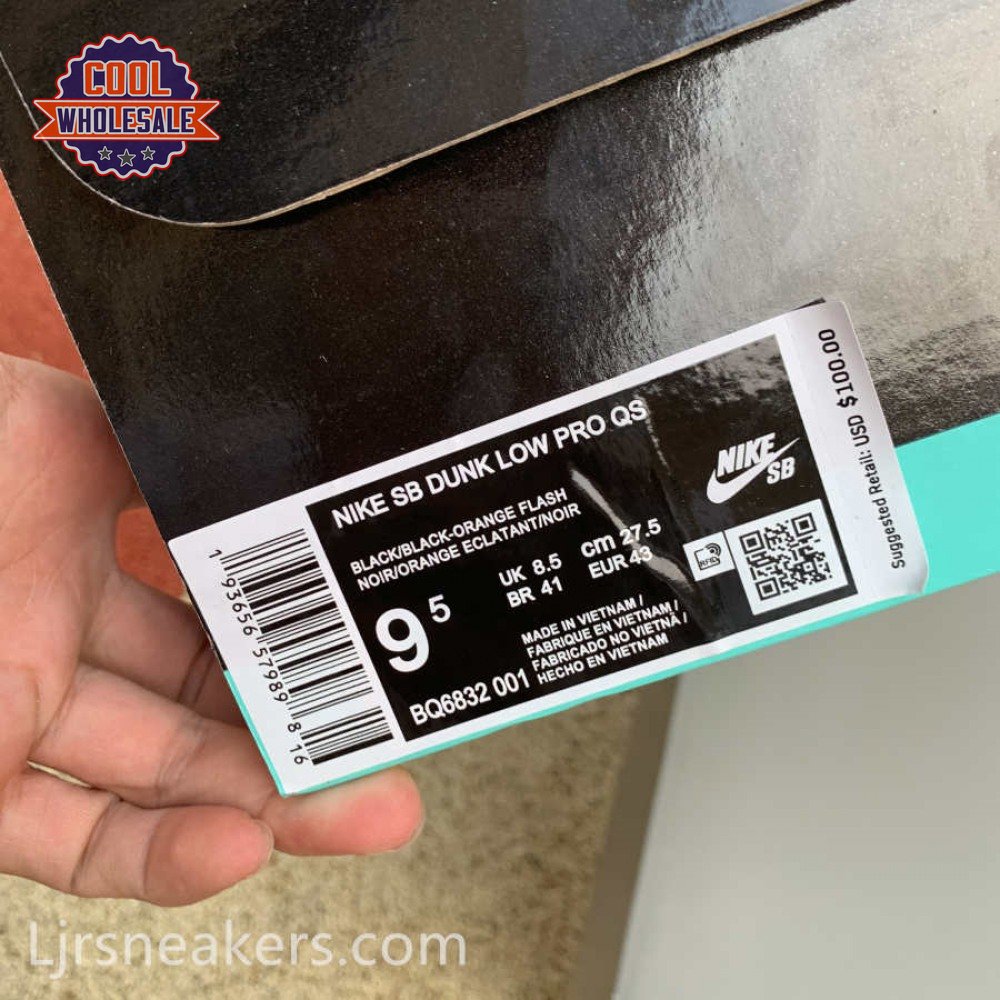 COOL
WHOLESALE
NIKE SB DUNK LOW PRO QS
BLACK/BLACK-ORANGE FLASH
NOIR/ORANGE ECLATANT/NOIR
9 5
UK 8.5 cm 27.5
BR 41 EUR 43
MADE IN VIETNAM /
FABRIQUE EN VIETNAM /
FABRICADO NO VIETNÃ /
HECHO EN VIETNAM
BQ6832 001
NIKE
SB
RFID
Suggested Retail: USD $100.00
1 93656 57989 8 16
Ljrsneakers.com